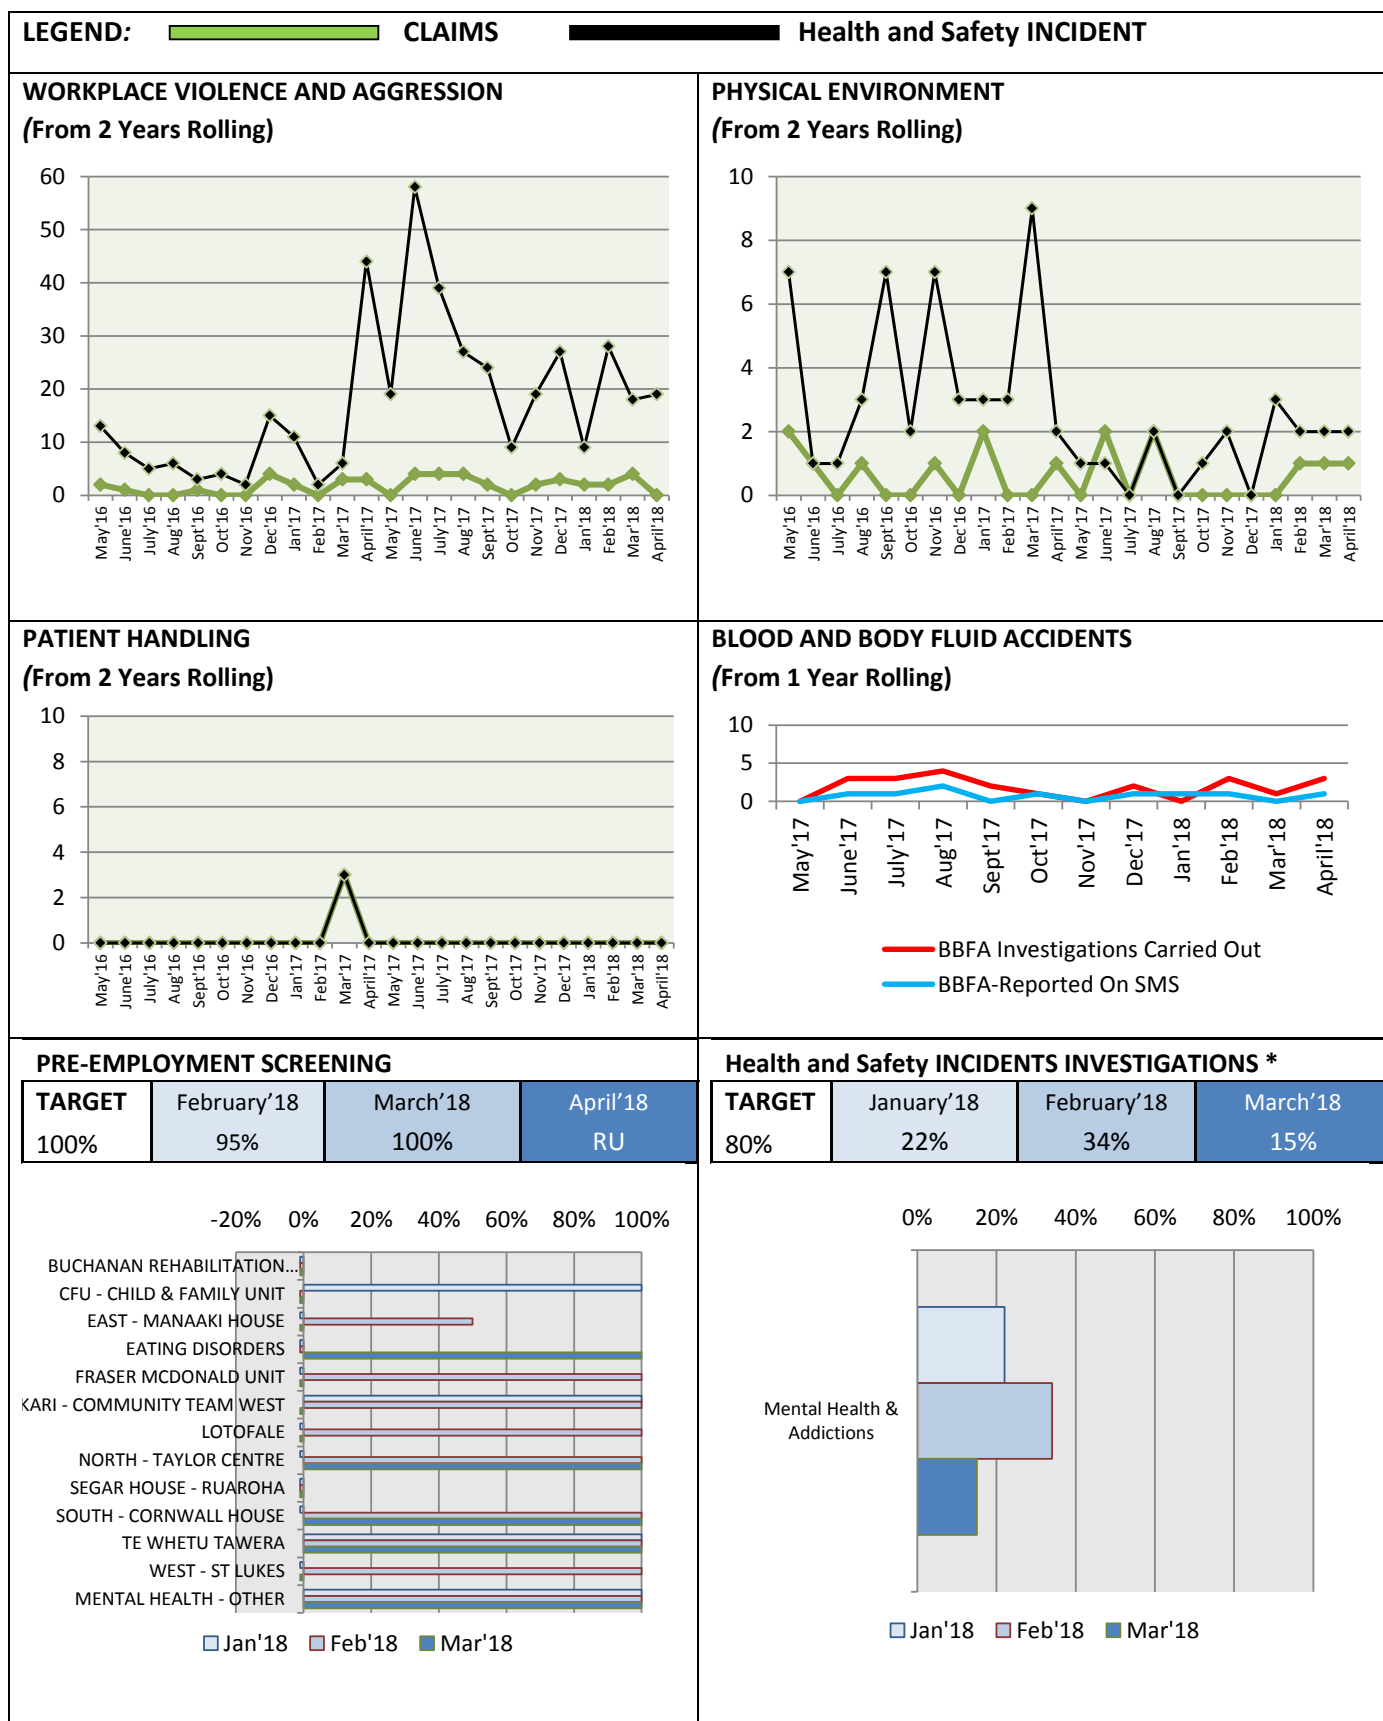 LEGEND: CLAIMS Health and Safety INCIDENT
WORKPLACE VIOLENCE AND AGGRESSION
(From 2 Years Rolling)
60
50
40
30
20
10
0
May'16 June'16 July'16 Aug'16 Sept'16 Oct'16 Nov'16 Dec'16 Jan'17 Feb'17 Mar'17 April'17 May'17 June'17 July'17 Aug'17 Sept'17 Oct'17 Nov'17 Dec'17 Jan'18 Feb'18 Mar'18 April'18
PHYSICAL ENVIRONMENT
(From 2 Years Rolling)
10
8
6
4
2
0
May'16 June'16 July'16 Aug'16 Sept'16 Oct'16 Nov'16 Dec'16 Jan'17 Feb'17 Mar'17 April'17 May'17 June'17 July'17 Aug'17 Sept'17 Oct'17 Nov'17 Dec'17 Jan'18 Feb'18 Mar'18 April'18
PATIENT HANDLING
(From 2 Years Rolling)
10
8
6
4
2
0
May'16 June'16 July'16 Aug'16 Sept'16 Oct'16 Nov'16 Dec'16 Jan'17 Feb'17 Mar'17 April'17 May'17 June'17 July'17 Aug'17 Sept'17 Oct'17 Nov'17 Dec'17 Jan'18 Feb'18 Mar'18 April'18
BLOOD AND BODY FLUID ACCIDENTS
(From 1 Year Rolling)
10
5
0
May'17 June'17 July'17 Aug'17 Sept'17 Oct'17 Nov'17 Dec'17 Jan'18 Feb'18 Mar'18 April'18
BBFA Investigations Carried Out
BBFA-Reported On SMS
PRE-EMPLOYMENT SCREENING
TARGET February’18 March’18 April’18
100% 95% 100% RU
-20% 0% 20% 40% 60% 80% 100%
BUCHANAN REHABILITATION...
CFU - CHILD & FAMILY UNIT
EAST - MANAAKI HOUSE
EATING DISORDERS
FRASER MCDONALD UNIT
KARI - COMMUNITY TEAM WEST
LOTOFALE
NORTH - TAYLOR CENTRE
SEGAR HOUSE - RUAROHA
SOUTH - CORNWALL HOUSE
TE WHETU TAWERA
WEST - ST LUKES
MENTAL HEALTH - OTHER
Jan'18 Feb'18 Mar'18
Health and Safety INCIDENTS INVESTIGATIONS *
TARGET January’18 February’18 March’18
80% 22% 34% 15%
0% 20% 40% 60% 80% 100%
Mental Health &
Addictions
Jan'18 Feb'18 Mar'18